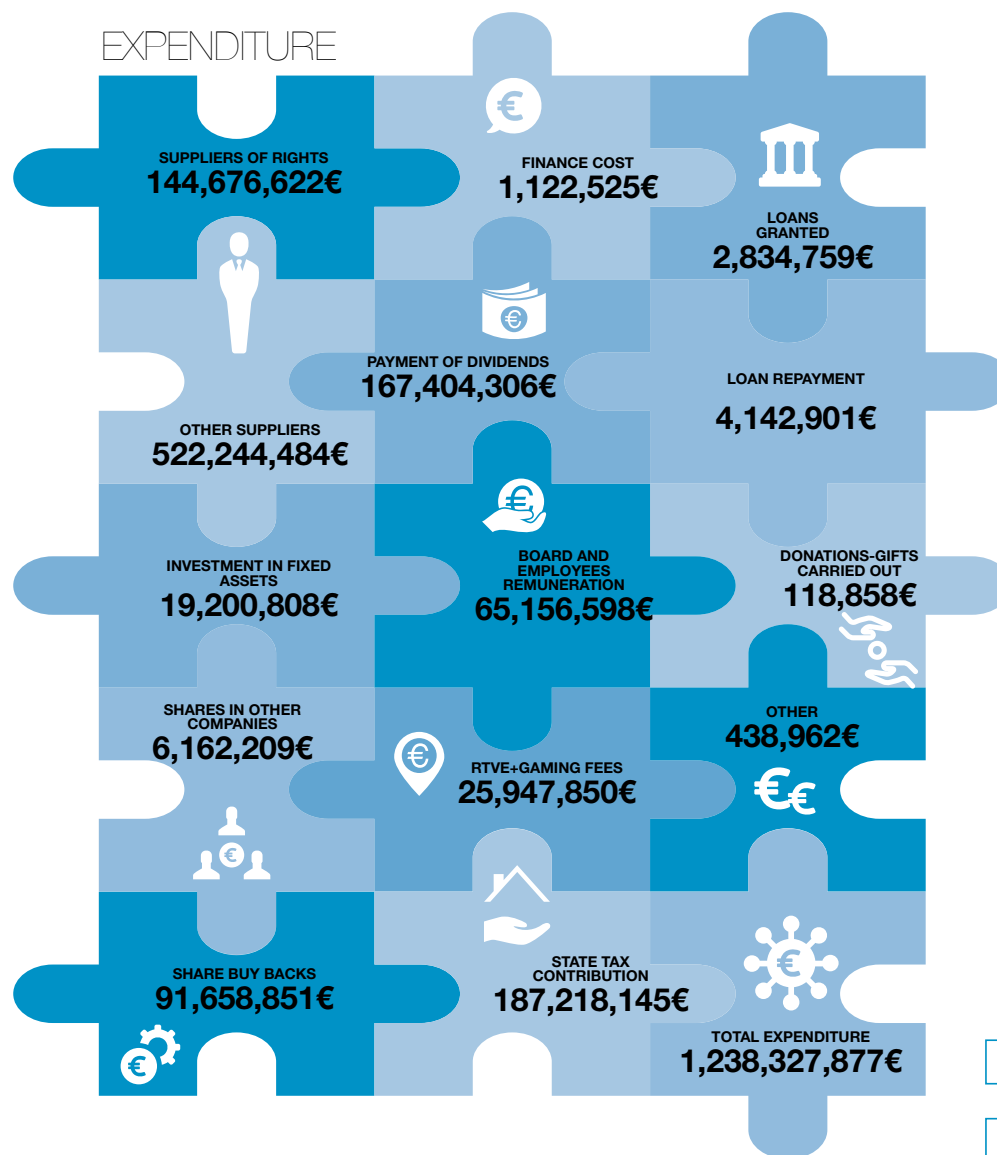 EXPENDITURE
SUPPLIERS OF RIGHTS
144,676,622€
€
FINANCE COST
1,122,525€
LOANS
GRANTED
2,834,759€
OTHER SUPPLIERS
522,244,484€
€
PAYMENT OF DIVIDENDS
167,404,306€
LOAN REPAYMENT
4,142,901€
INVESTMENT IN FIXED
ASSETS
19,200,808€
€
BOARD AND
EMPLOYEES
REMUNERATION
65,156,598€
DONATIONS-GIFTS
CARRIED OUT
118,858€
SHARES IN OTHER
COMPANIES
6,162,209€
€
€
RTVE+GAMING FEES
25,947,850€
OTHER
438,962€
€€
SHARE BUY BACKS
91,658,851€
€
STATE TAX
CONTRIBUTION
187,218,145€
€
TOTAL EXPENDITURE
1,238,327,877€